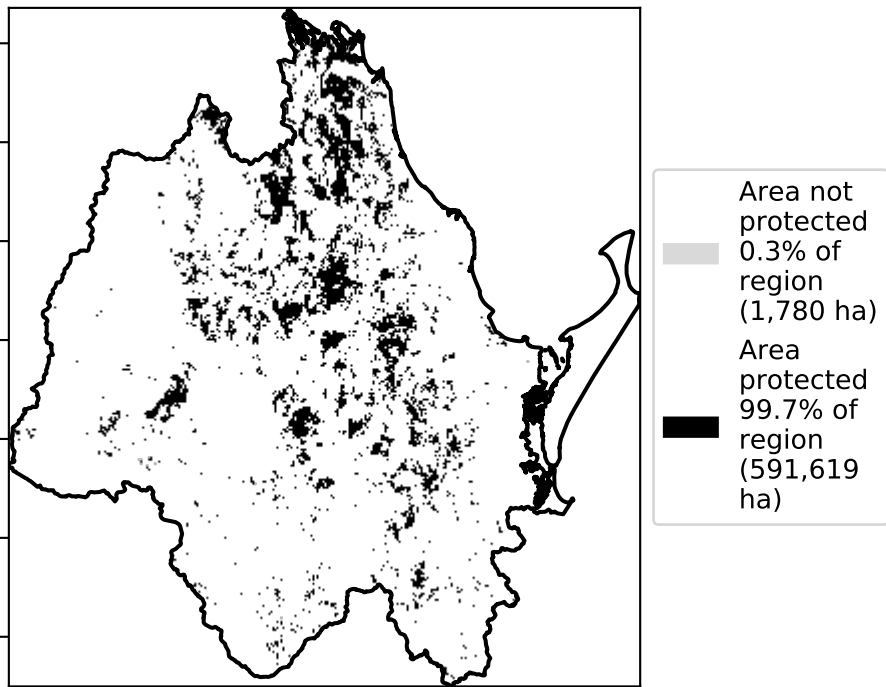 Area not
protected
0.3% of
region
(1,780 ha)
Area
protected
99.7% of
region
(591,619
ha)